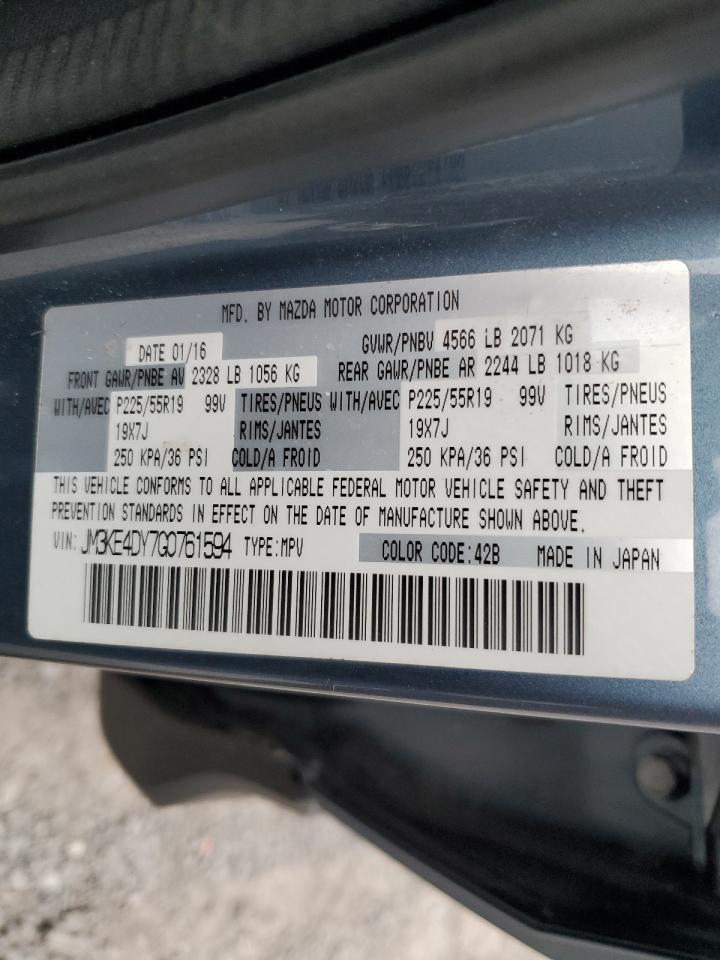 MFD. BY MAZDA MOTOR CORPORATION
DATE 01/16 GVWR/PNBV 4566 LB 2071 KG
FRONT GAWR/PNBE AV 2328 LB 1056 KG REAR GAWR/PNBE AR 2244 LB 1018 KG
WITH/AVEC P225/55R19 99V TIRES/PNEUS WITH/AVEC P225/55R19 99V TIRES/PNEUS
19X7J RIMS/JANTES 19X7J RIMS/JANTES
250 KPA/36 PSI COLD/A FROID 250 KPA/36 PSI COLD/A FROID
THIS VEHICLE CONFORMS TO ALL APPLICABLE FEDERAL MOTOR VEHICLE SAFETY AND THEFT
PREVENTION STANDARDS IN EFFECT ON THE DATE OF MANUFACTURE SHOWN ABOVE.
VIN: JM3KE4DY7G0761594 TYPE:MPV COLOR CODE:42B MADE IN JAPAN